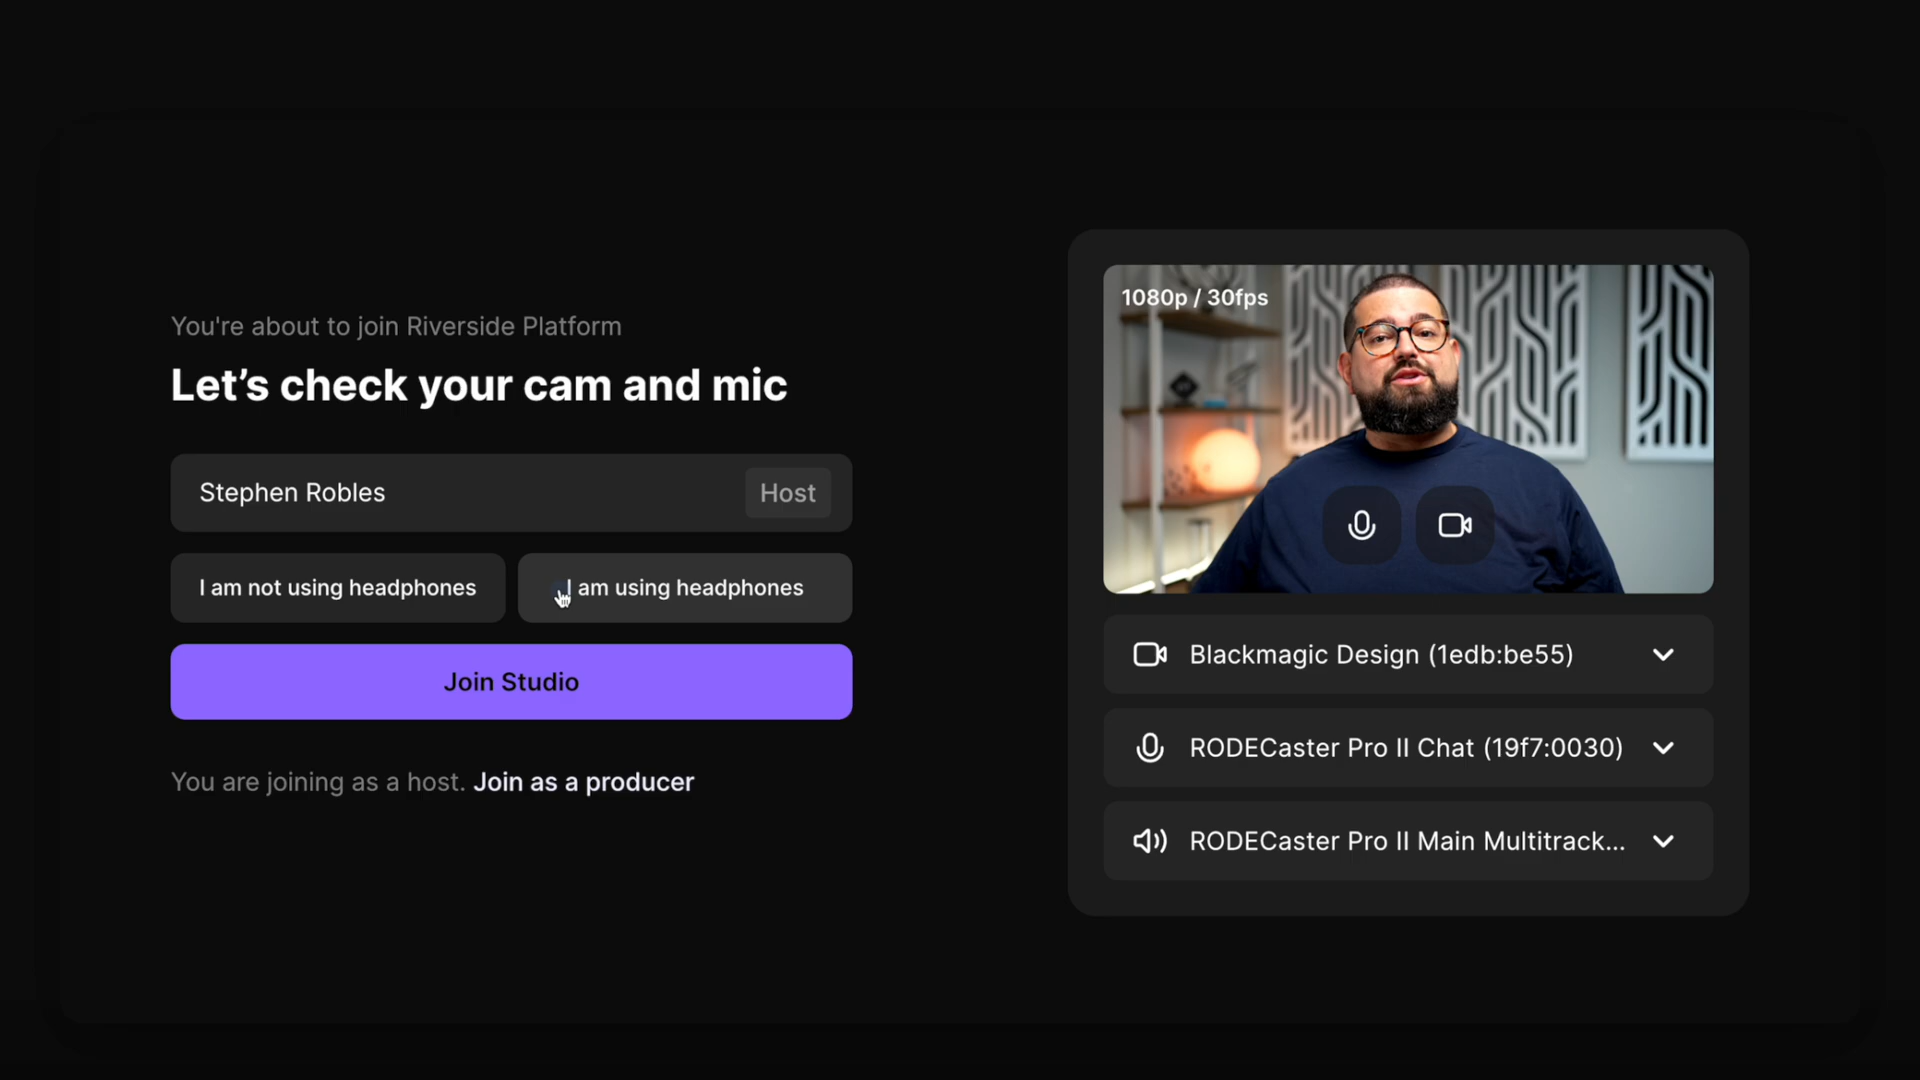 You're about to join Riverside Platform
Let’s check your cam and mic
Stephen Robles
Host
I am not using headphones
I am using headphones
Join Studio
You are joining as a host. Join as a producer
1080p / 30fps
Blackmagic Design (1edb:be55)
RODECaster Pro II Chat (19f7:0030)
RODECaster Pro II Main Multitrack...